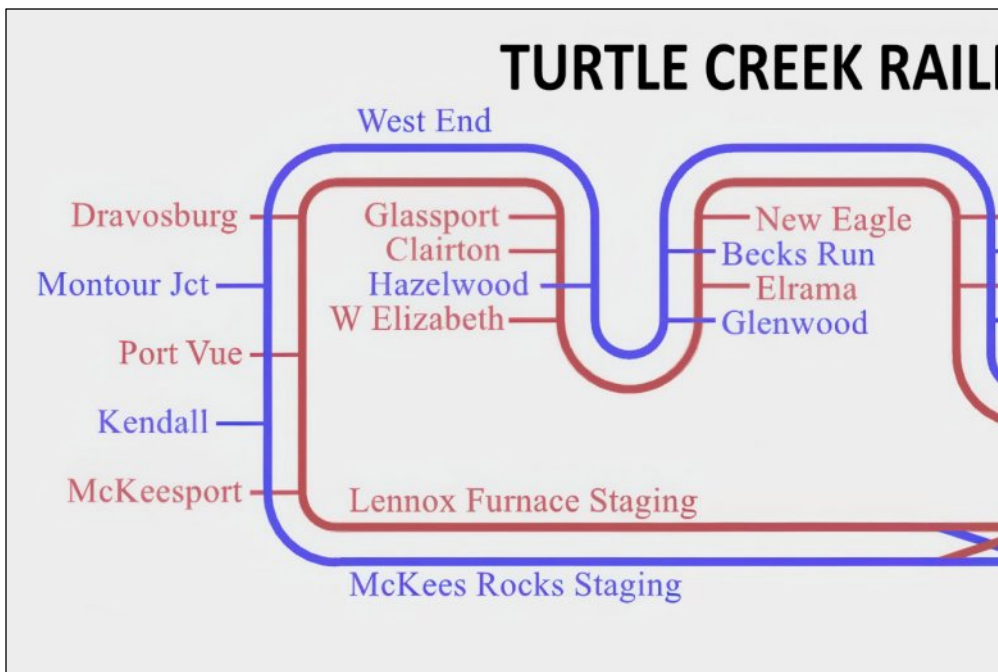 TURTLE CREEK RAIL
West End
Dravosburg
Montour Jct
Port Vue
Kendall
McKeesport
Glassport
Clairton
Hazelwood
W Elizabeth
New Eagle
Becks Run
Elrama
Glenwood
Lennox Furnace Staging
McKees Rocks Staging